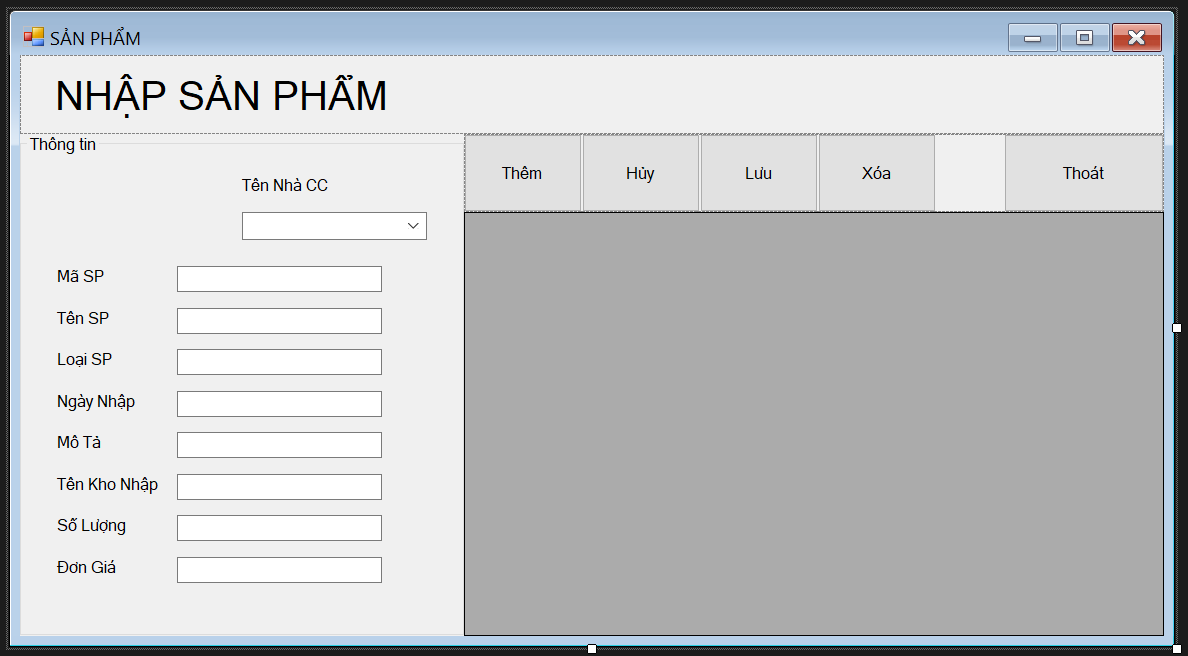 SẢN PHẨM
NHẬP SẢN PHẨM
Thông tin
Thêm
Hủy
Lưu
Xóa
Thoát
Tên Nhà CC
Mã SP
Tên SP
Loại SP
Ngày Nhập
Mô Tả
Tên Kho Nhập
Số Lượng
Đơn Giá